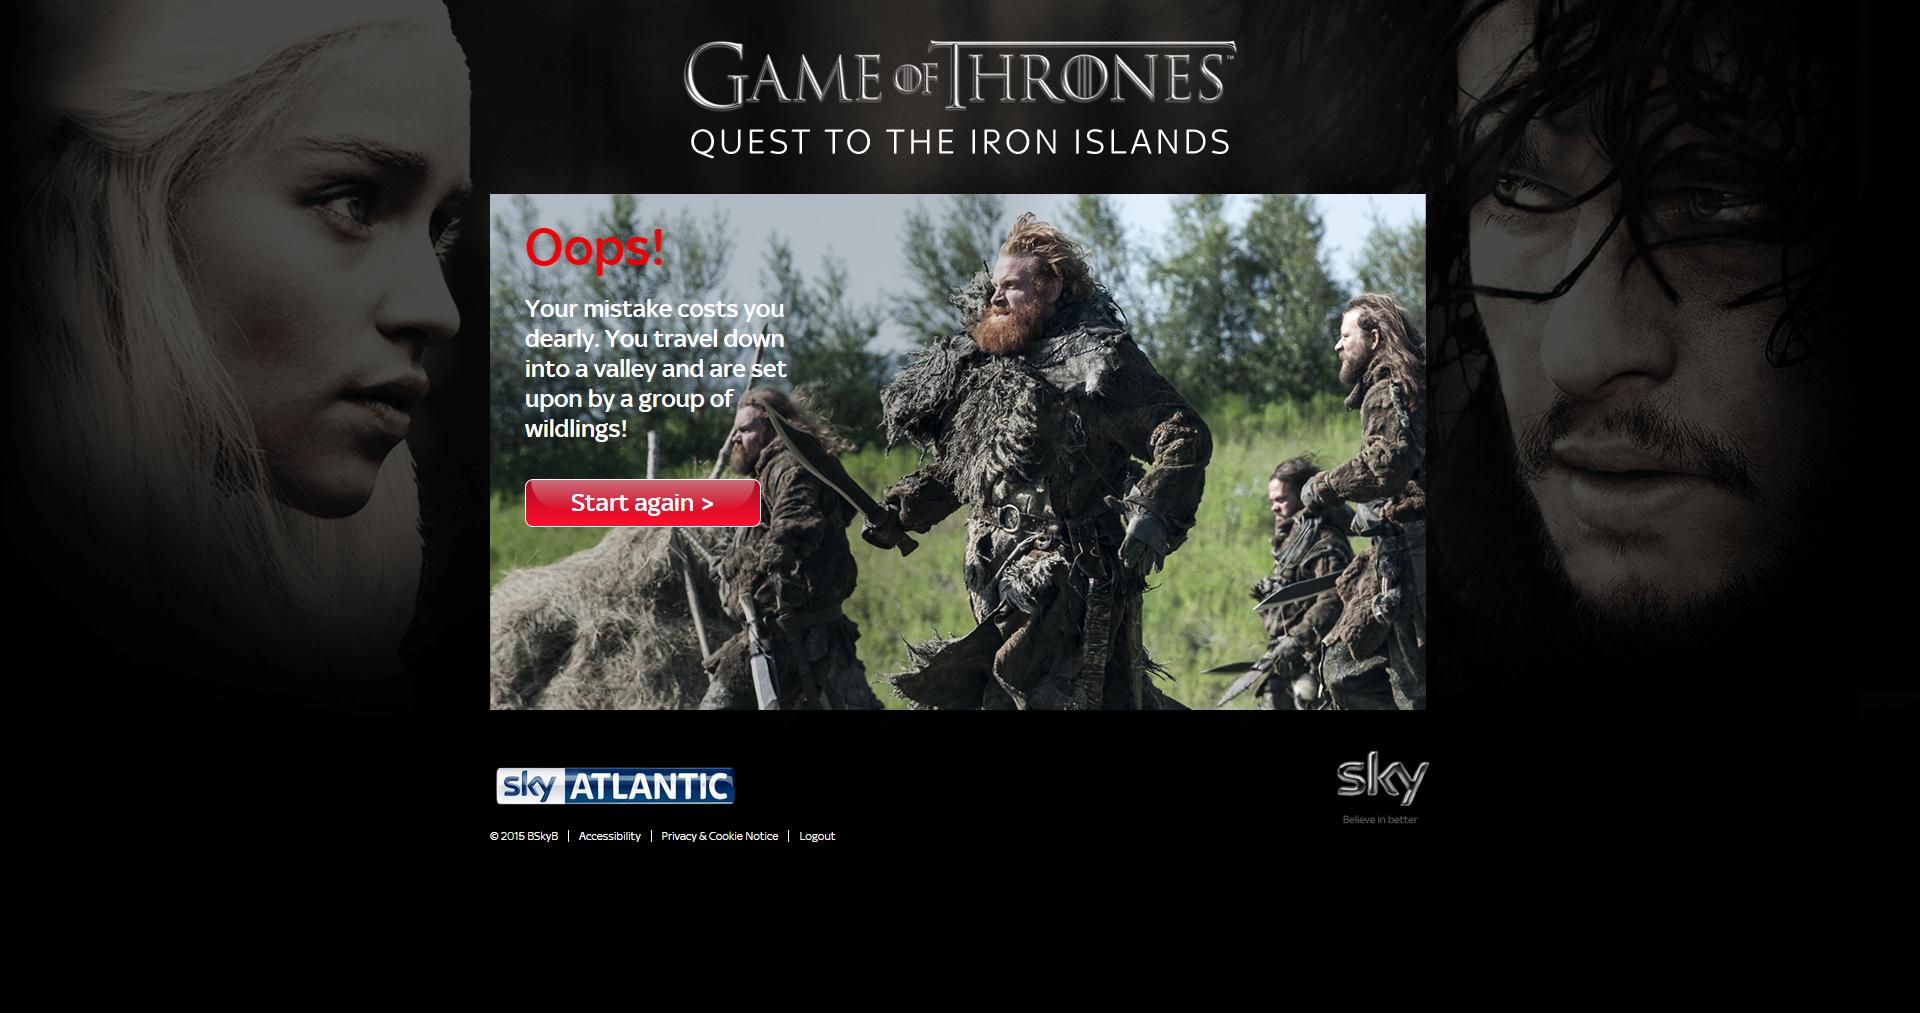 GAME OF THRONES™
QUEST TO THE IRON ISLANDS
Oops!
Your mistake costs you
dearly. You travel down
into a valley and are set
upon by a group of
wildlings!
Start again >
sky ATLANTIC
sky
Believe in better
© 2015 BSkyB | Accessibility | Privacy & Cookie Notice | Logout